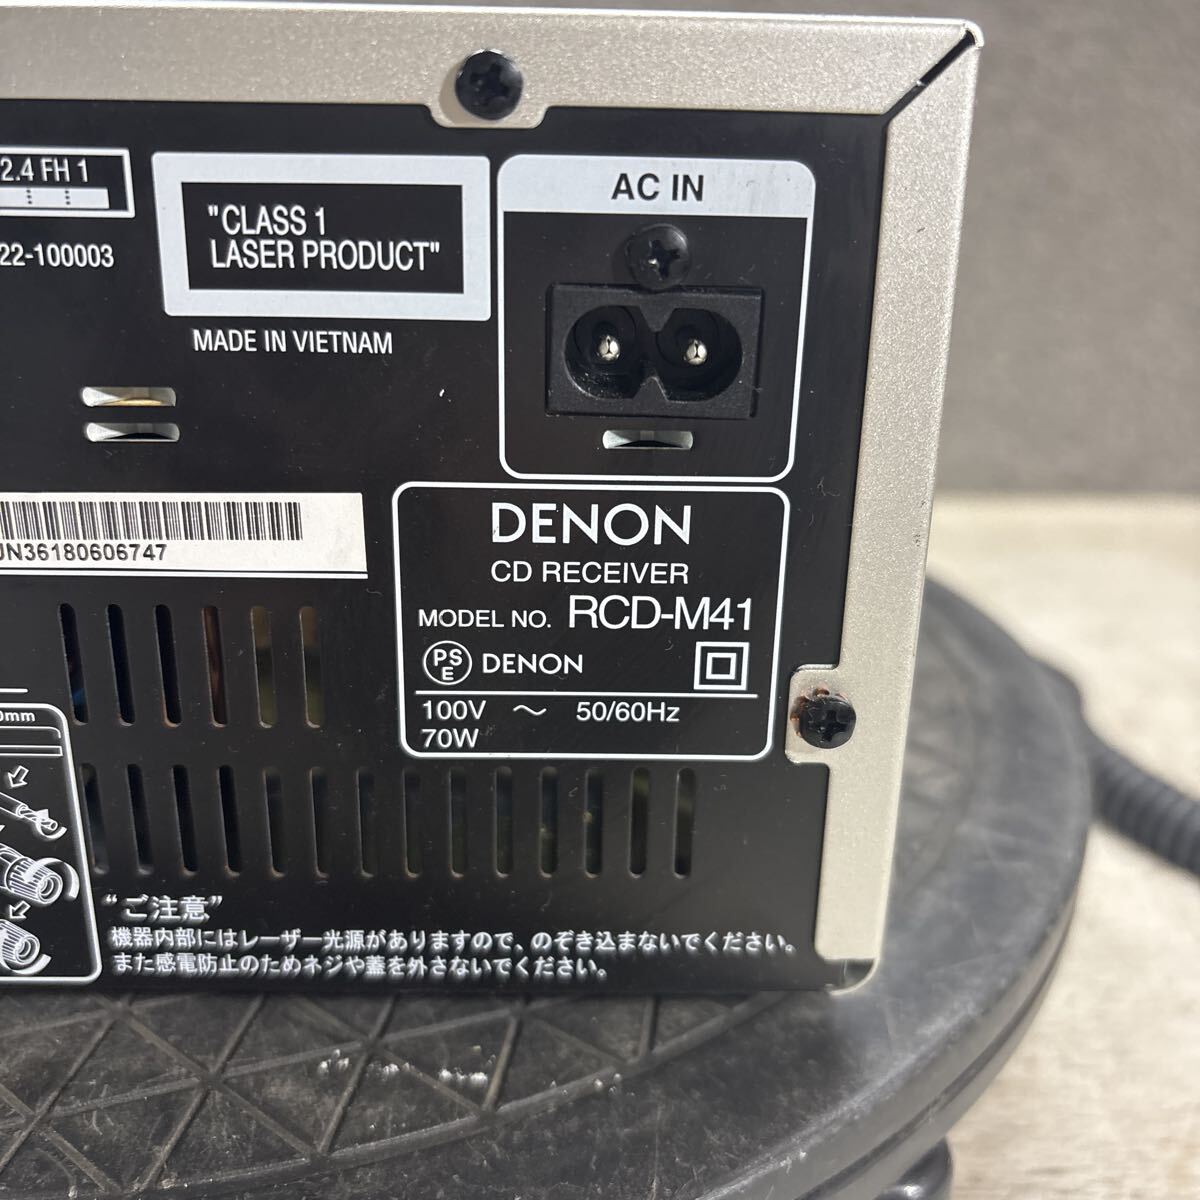 2.4 FH 1
22-100003
"CLASS 1
LASER PRODUCT"
MADE IN VIETNAM
AC IN
JN36180606747
DENON
CD RECEIVER
MODEL NO. RCD-M41
PSE DENON
100V ～ 50/60Hz
70W
0mm
“ご注意”
機器内部にはレーザー光源がありますので、のぞき込まないでください。
また感電防止のためネジや蓋を外さないでください。